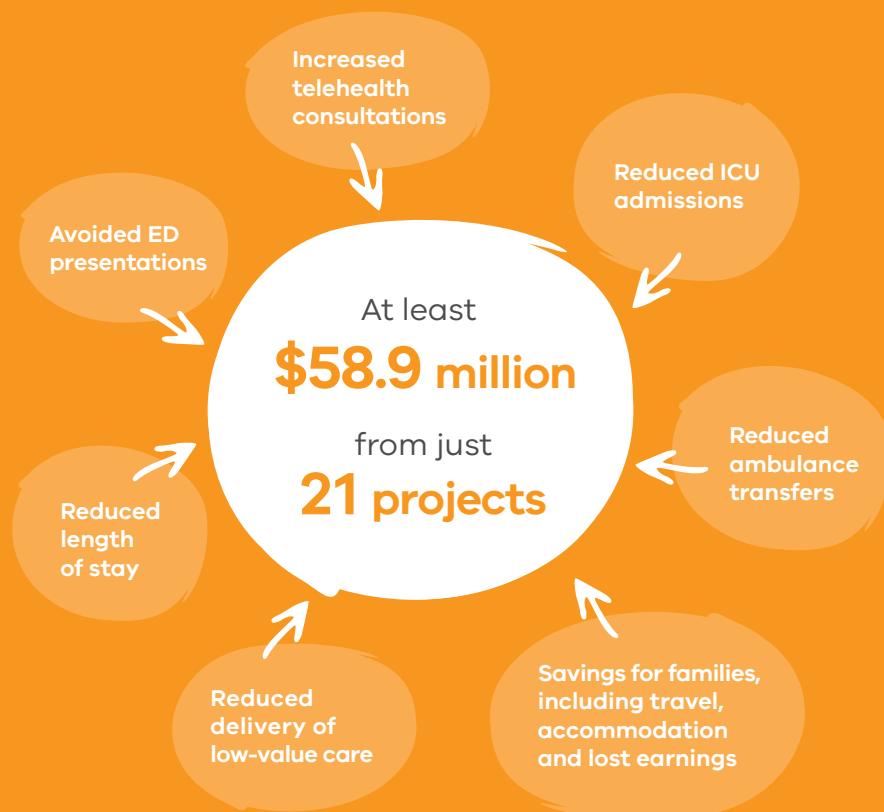 Increased
telehealth
consultations
Reduced ICU
admissions
Avoided ED
presentations
At least
$58.9 million
from just
21 projects
Reduced
ambulance
transfers
Reduced
length
of stay
Savings for families,
including travel,
accommodation
and lost earnings
Reduced
delivery of
low-value care